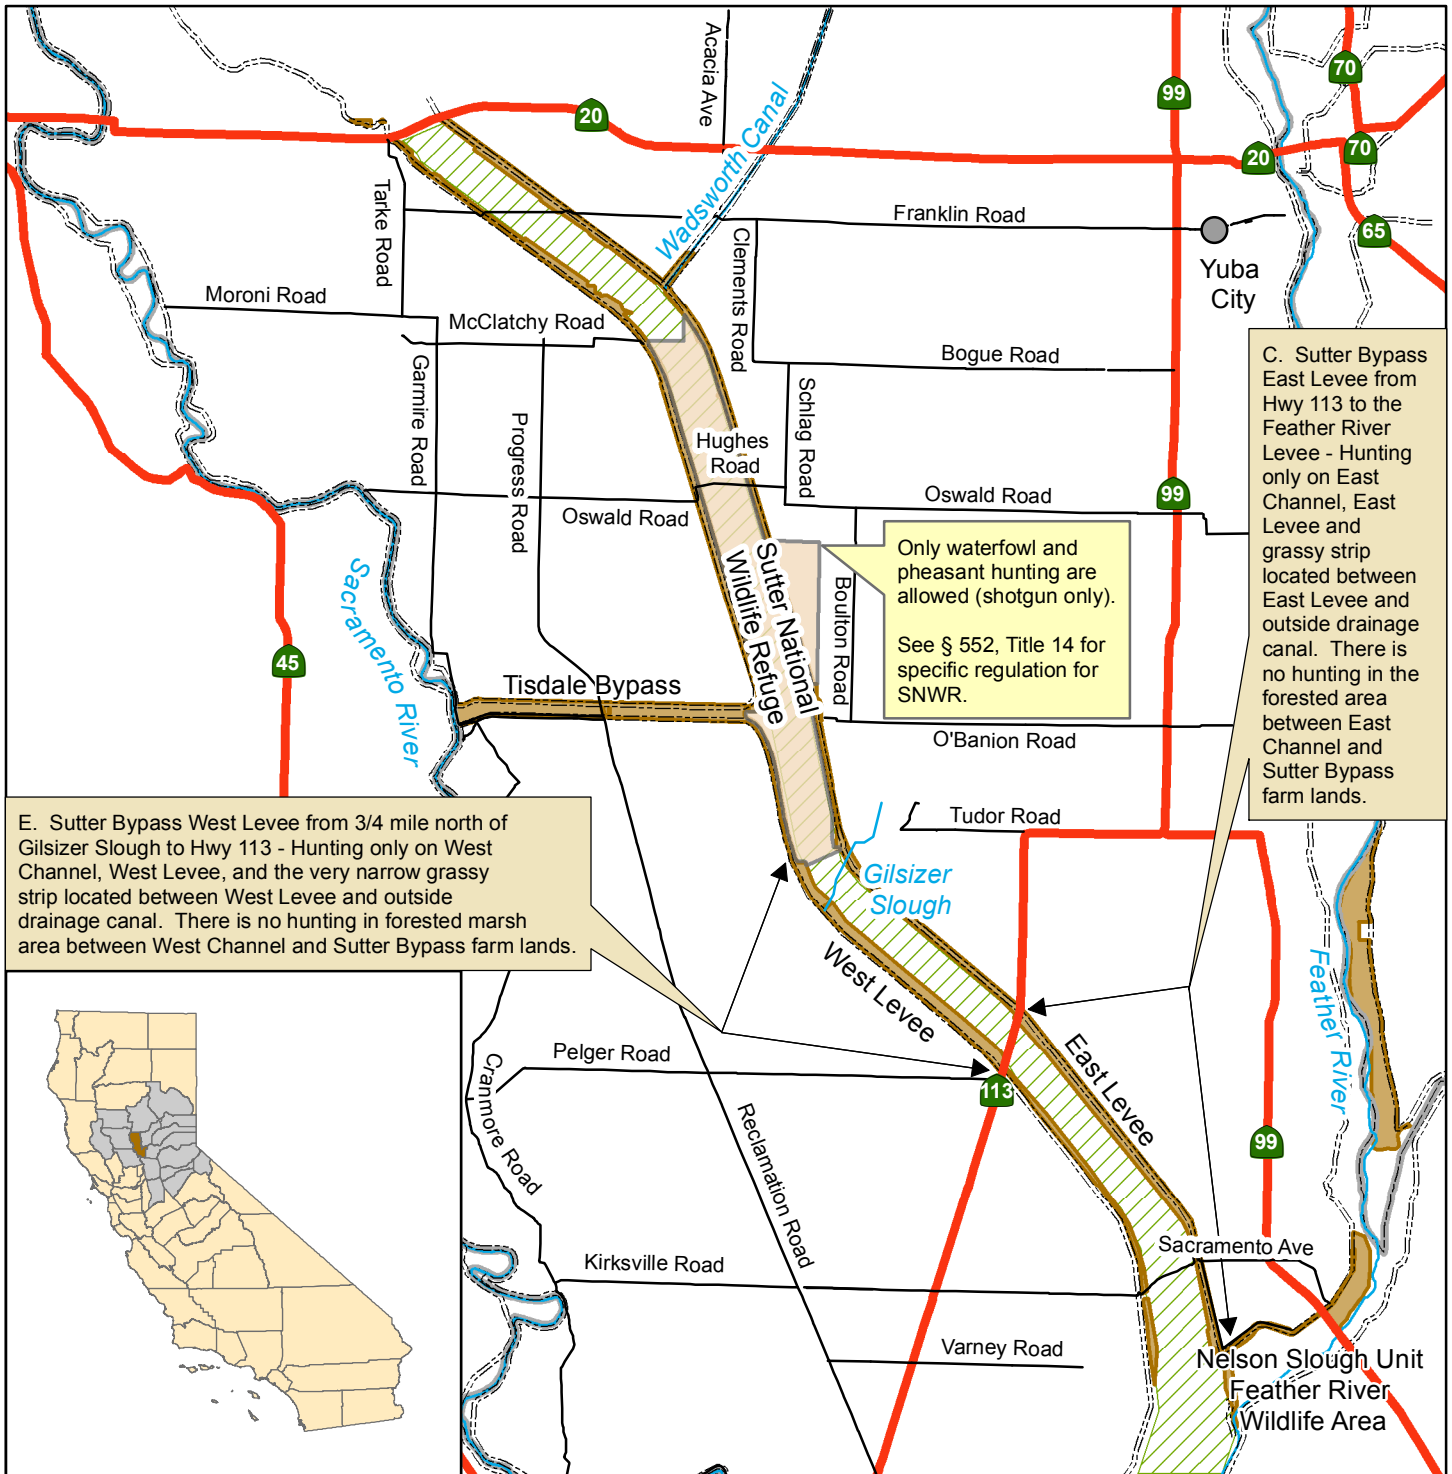 Acacia Ave
Wadsworth Canal
99
70
20
20
70
65
Tarke Road
Franklin Road
Yuba
City
Clements Road
Moroni Road
McClatchy Road
Bogue Road
Garmire Road
Progress Road
Schlag Road
Hughes
Road
Oswald Road
Oswald Road
99
C. Sutter Bypass
East Levee from
Hwy 113 to the
Feather River
Levee - Hunting
only on East
Channel, East
Levee and
grassy strip
located between
East Levee and
outside drainage
canal. There is
no hunting in the
forested area
between East
Channel and
Sutter Bypass
farm lands.
Only waterfowl and
pheasant hunting are
allowed (shotgun only).
See § 552, Title 14 for
specific regulation for
SNWR.
Sutter National
Wildlife Refuge
Boulton Road
Sacramento River
45
Tisdale Bypass
O'Banion Road
Tudor Road
E. Sutter Bypass West Levee from 3/4 mile north of
Gilsizer Slough to Hwy 113 - Hunting only on West
Channel, West Levee, and the very narrow grassy
strip located between West Levee and outside
drainage canal. There is no hunting in forested marsh
area between West Channel and Sutter Bypass farm lands.
Gilsizer
Slough
West Levee
East Levee
Feather River
Pelger Road
113
Cranmore Road
Reclamation Road
99
Sacramento Ave
Kirksville Road
Varney Road
Nelson Slough Unit
Feather River
Wildlife Area